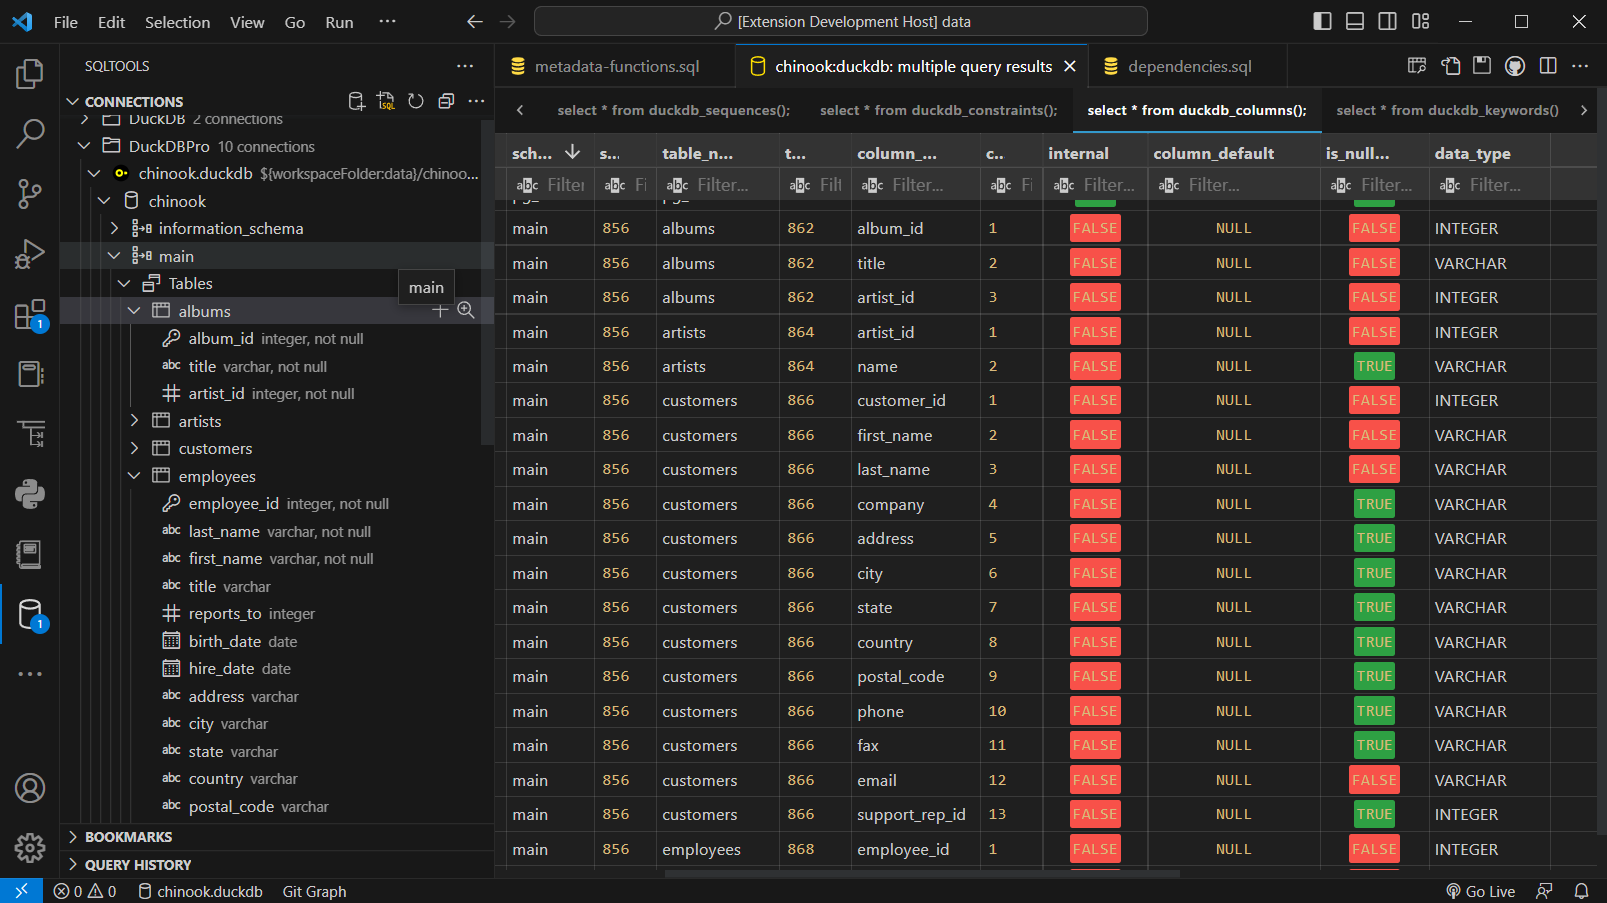 File Edit Selection View Go Run ··· [Extension Development Host] data
SQLTOOLS
CONNECTIONS
DuckDB 2 connections
DuckDBPro 10 connections
chinook.duckdb ${workspaceFolder:data}/chinoo...
chinook
information_schema
main
Tables
main
albums
album_id integer, not null
title varchar, not null
artist_id integer, not null
artists
customers
employees
employee_id integer, not null
last_name varchar, not null
first_name varchar, not null
title varchar
reports_to integer
birth_date date
hire_date date
address varchar
city varchar
state varchar
country varchar
postal_code varchar
BOOKMARKS
QUERY HISTORY
1
1
metadata-functions.sql chinook:duckdb: multiple query results dependencies.sql
select * from duckdb_sequences(); select * from duckdb_constraints(); select * from duckdb_columns(); select * from duckdb_keywords()
sch... s... table_n... t... column_... c... internal column_default is_null... data_type
abc Filter abc Fi abc Filter... abc Filt abc Filter... abc Fi abc Filter... abc Filter... abc Filter... abc Filter...
main 856 albums 862 album_id 1 FALSE NULL FALSE INTEGER
main 856 albums 862 title 2 FALSE NULL FALSE VARCHAR
main 856 albums 862 artist_id 3 FALSE NULL FALSE INTEGER
main 856 artists 864 artist_id 1 FALSE NULL FALSE INTEGER
main 856 artists 864 name 2 FALSE NULL TRUE VARCHAR
main 856 customers 866 customer_id 1 FALSE NULL FALSE INTEGER
main 856 customers 866 first_name 2 FALSE NULL FALSE VARCHAR
main 856 customers 866 last_name 3 FALSE NULL FALSE VARCHAR
main 856 customers 866 company 4 FALSE NULL TRUE VARCHAR
main 856 customers 866 address 5 FALSE NULL TRUE VARCHAR
main 856 customers 866 city 6 FALSE NULL TRUE VARCHAR
main 856 customers 866 state 7 FALSE NULL TRUE VARCHAR
main 856 customers 866 country 8 FALSE NULL TRUE VARCHAR
main 856 customers 866 postal_code 9 FALSE NULL TRUE VARCHAR
main 856 customers 866 phone 10 FALSE NULL TRUE VARCHAR
main 856 customers 866 fax 11 FALSE NULL TRUE VARCHAR
main 856 customers 866 email 12 FALSE NULL FALSE VARCHAR
main 856 customers 866 support_rep_id 13 FALSE NULL TRUE INTEGER
main 856 employees 868 employee_id 1 FALSE NULL FALSE INTEGER
0 0 chinook.duckdb Git Graph Go Live